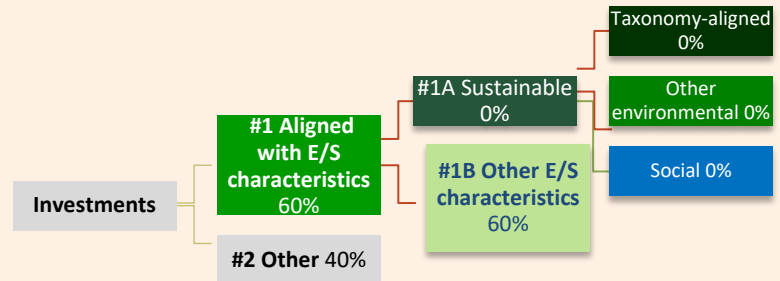 Investments
#1 Aligned
with E/S
characteristics
60%
#2 Other 40%
#1A Sustainable
0%
#1B Other E/S
characteristics
60%
Taxonomy-aligned
0%
Other
environmental 0%
Social 0%